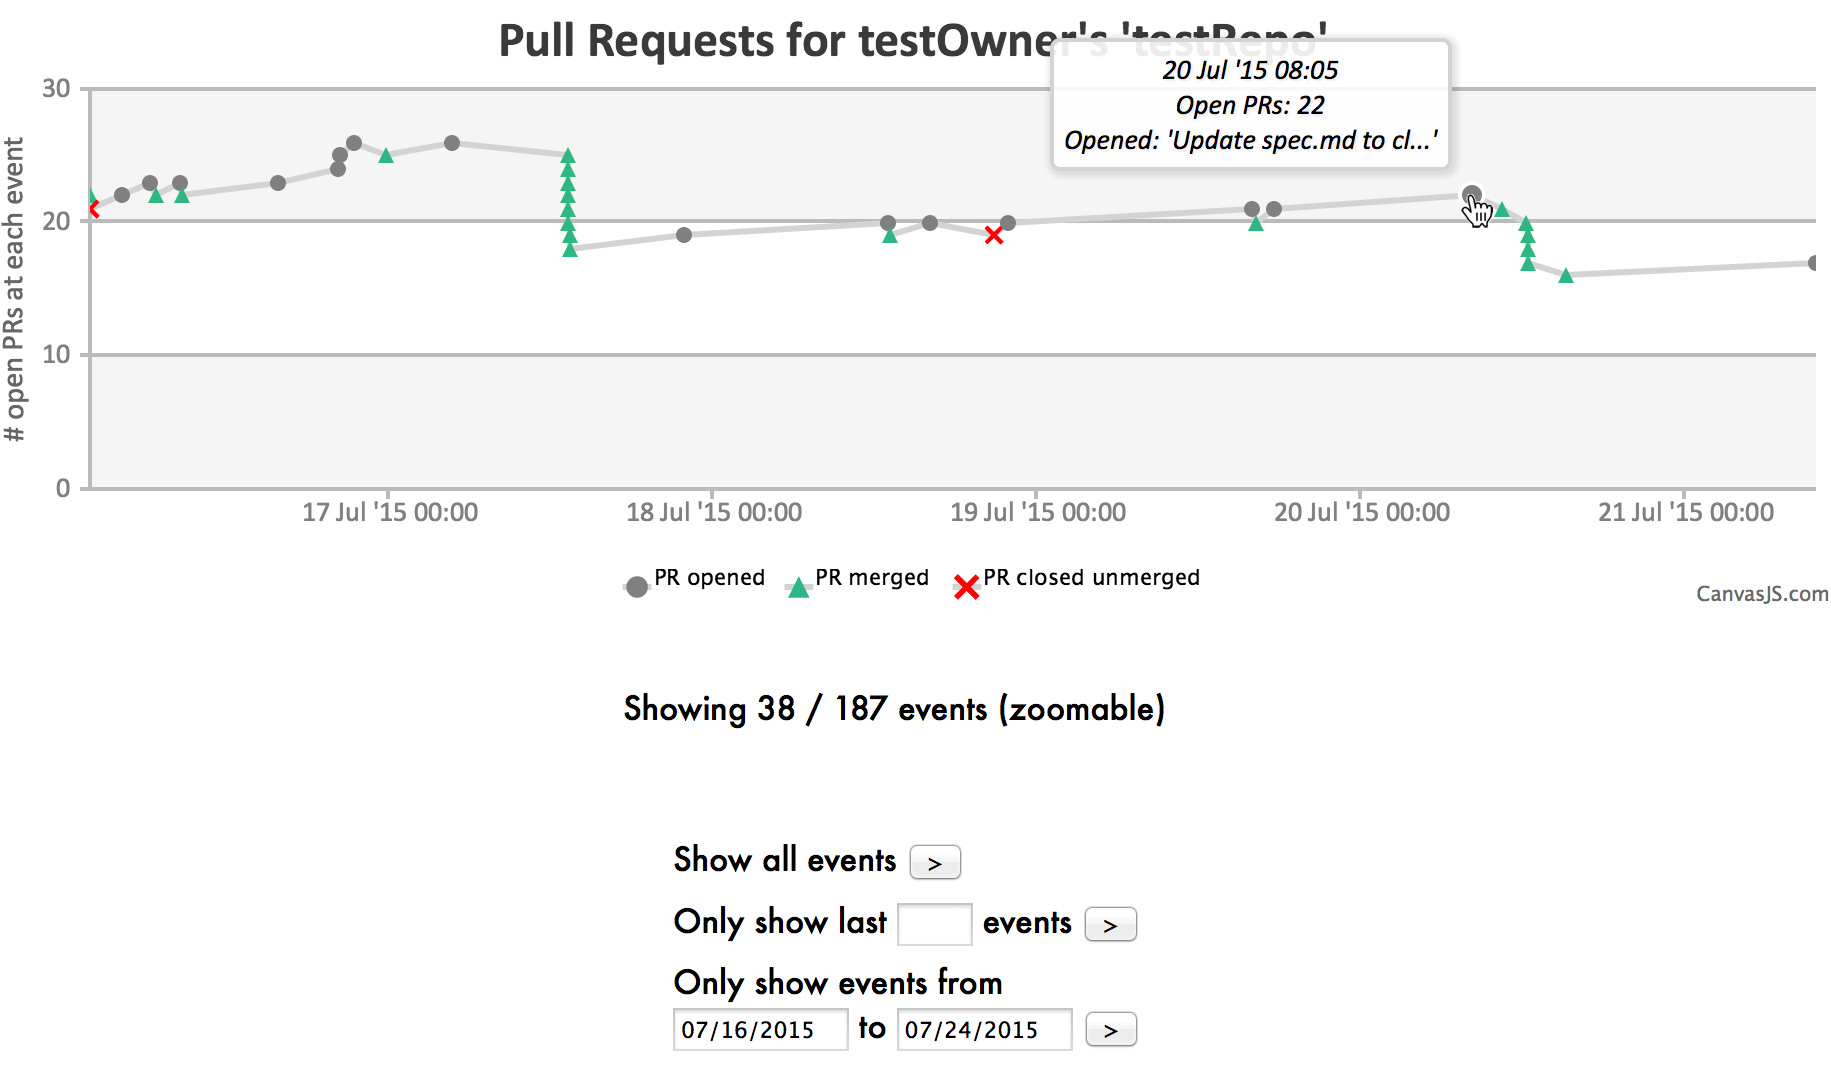 Pull Requests for testOwner's 'testRepo'
20 Jul '15 08:05
Open PRs: 22
Opened: 'Update spec.md to cl...'
# open PRs at each event
30
20
10
0
17 Jul '15 00:00
18 Jul '15 00:00
19 Jul '15 00:00
20 Jul '15 00:00
21 Jul '15 00:00
PR opened
PR merged
PR closed unmerged
CanvasJS.com
Showing 38 / 187 events (zoomable)
Show all events >
Only show last events >
Only show events from
07/16/2015 to 07/24/2015 >